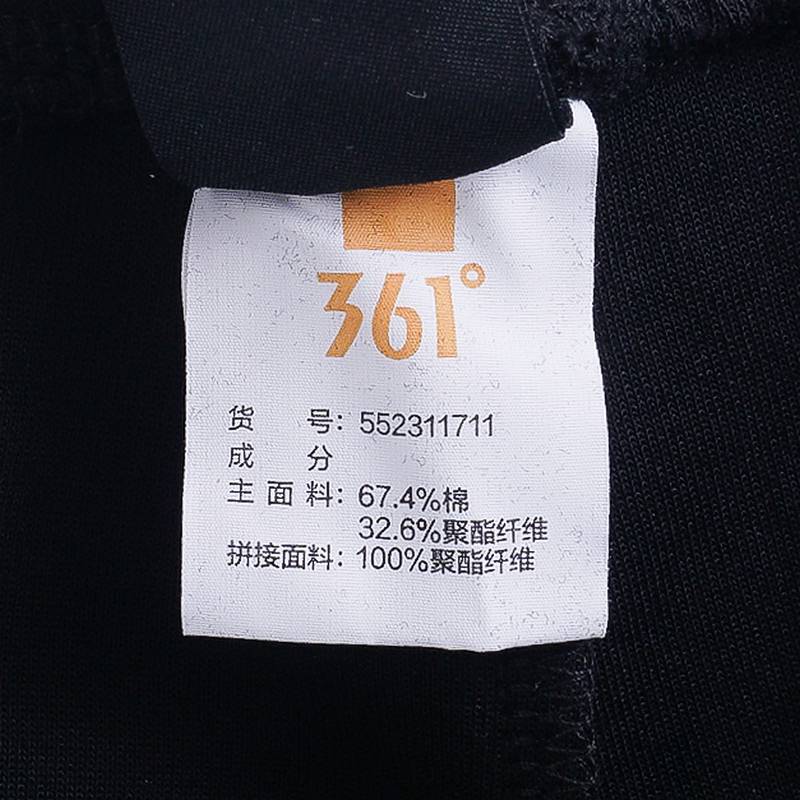 361°
货 号：552311711
成 分
主面料：67.4%棉
32.6%聚酯纤维
拼接面料：100%聚酯纤维